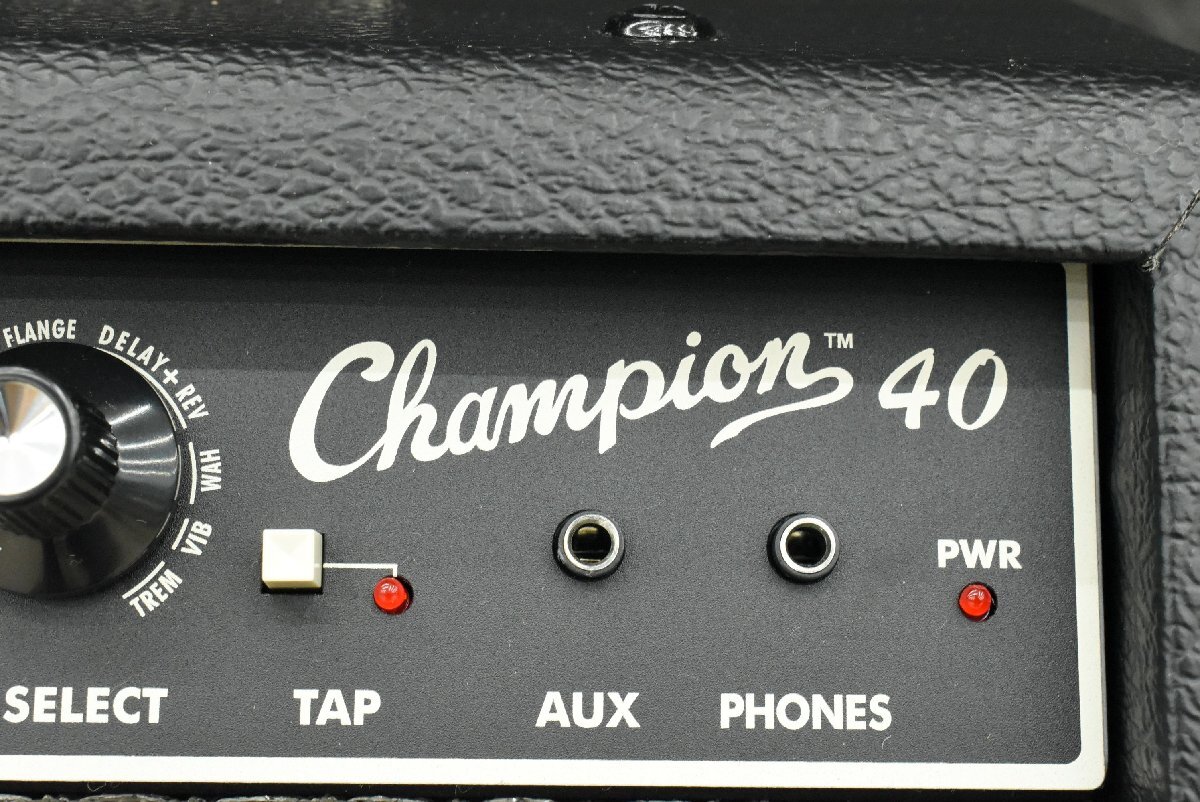 FLANGE
DELAY + REV
WAH
VIB
TREM
Champion™ 40
PWR
SELECT
TAP
AUX
PHONES